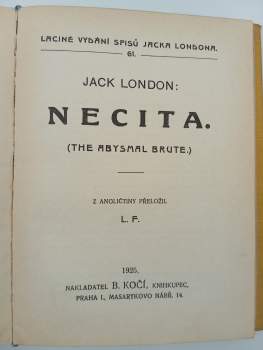 LACINÉ VYDÁNÍ SPISŮ JACKA LONDONA.
61.
JACK LONDON:
NECITA.
(THE ABYSMAL BRUTE.)
Z ANGLIČTINY PŘELOŽIL
L. P.
1925.
NAKLADATEL B. KOČÍ, KNIHKUPEC,
PRAHA I., MASARYKOVO NÁBŘ. 14.